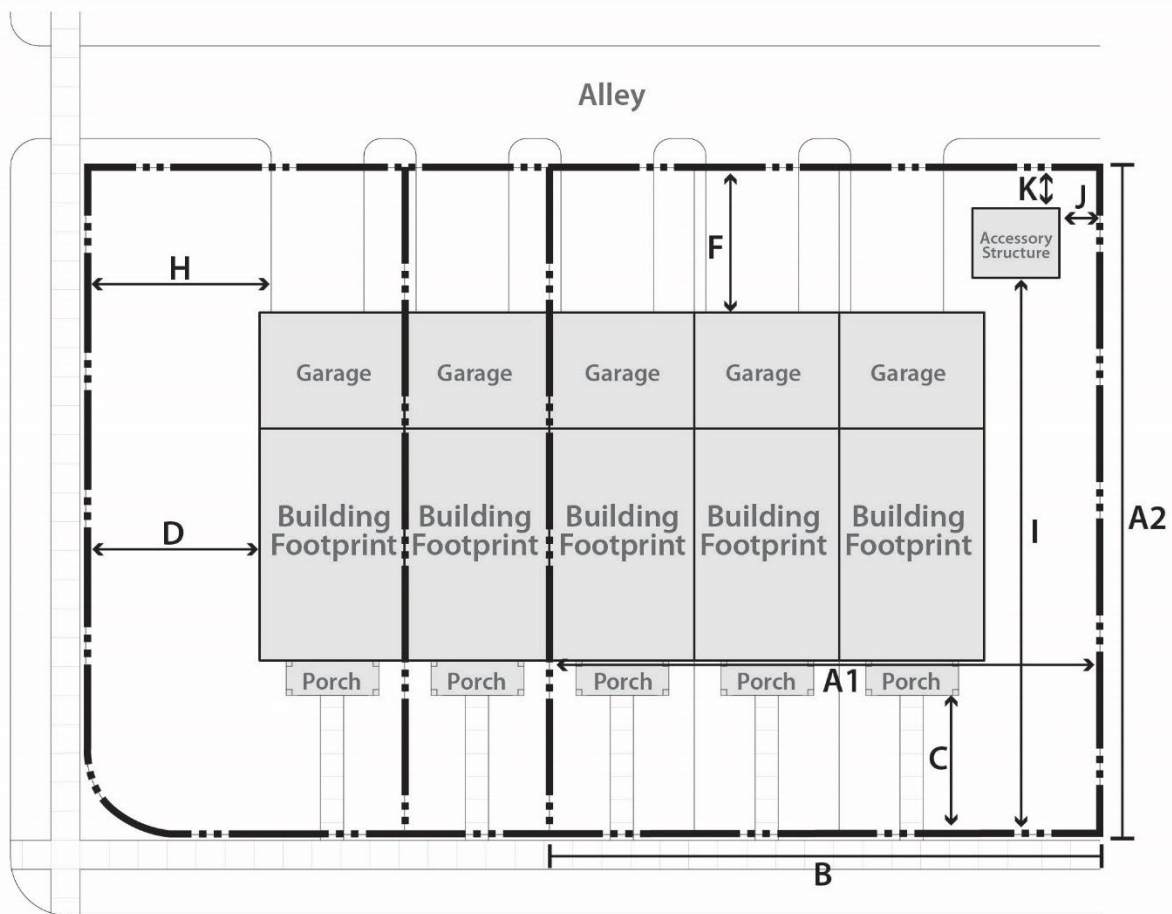 Alley
K
J
Accessory
Structure
F
H
Garage
Garage
Garage
Garage
Garage
Building
Footprint
Building
Footprint
Building
Footprint
Building
Footprint
Building
Footprint
D
I
A2
Porch
Porch
Porch
A1
Porch
Porch
C
B